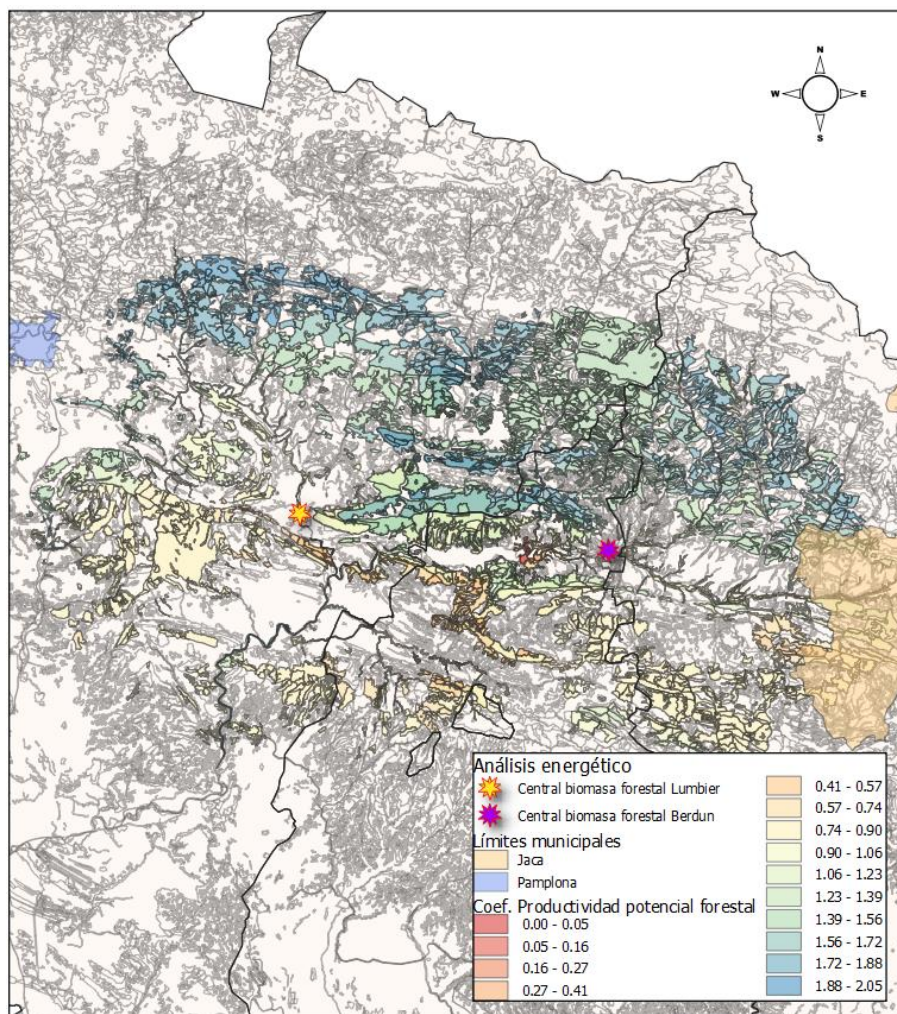 N
W E
S
Análisis energético
Central biomasa forestal Lumbier
Central biomasa forestal Berdun
Límites municipales
Jaca
Pamplona
Coef. Productividad potencial forestal
0.00 - 0.05
0.05 - 0.16
0.16 - 0.27
0.27 - 0.41
0.41 - 0.57
0.57 - 0.74
0.74 - 0.90
0.90 - 1.06
1.06 - 1.23
1.23 - 1.39
1.39 - 1.56
1.56 - 1.72
1.72 - 1.88
1.88 - 2.05